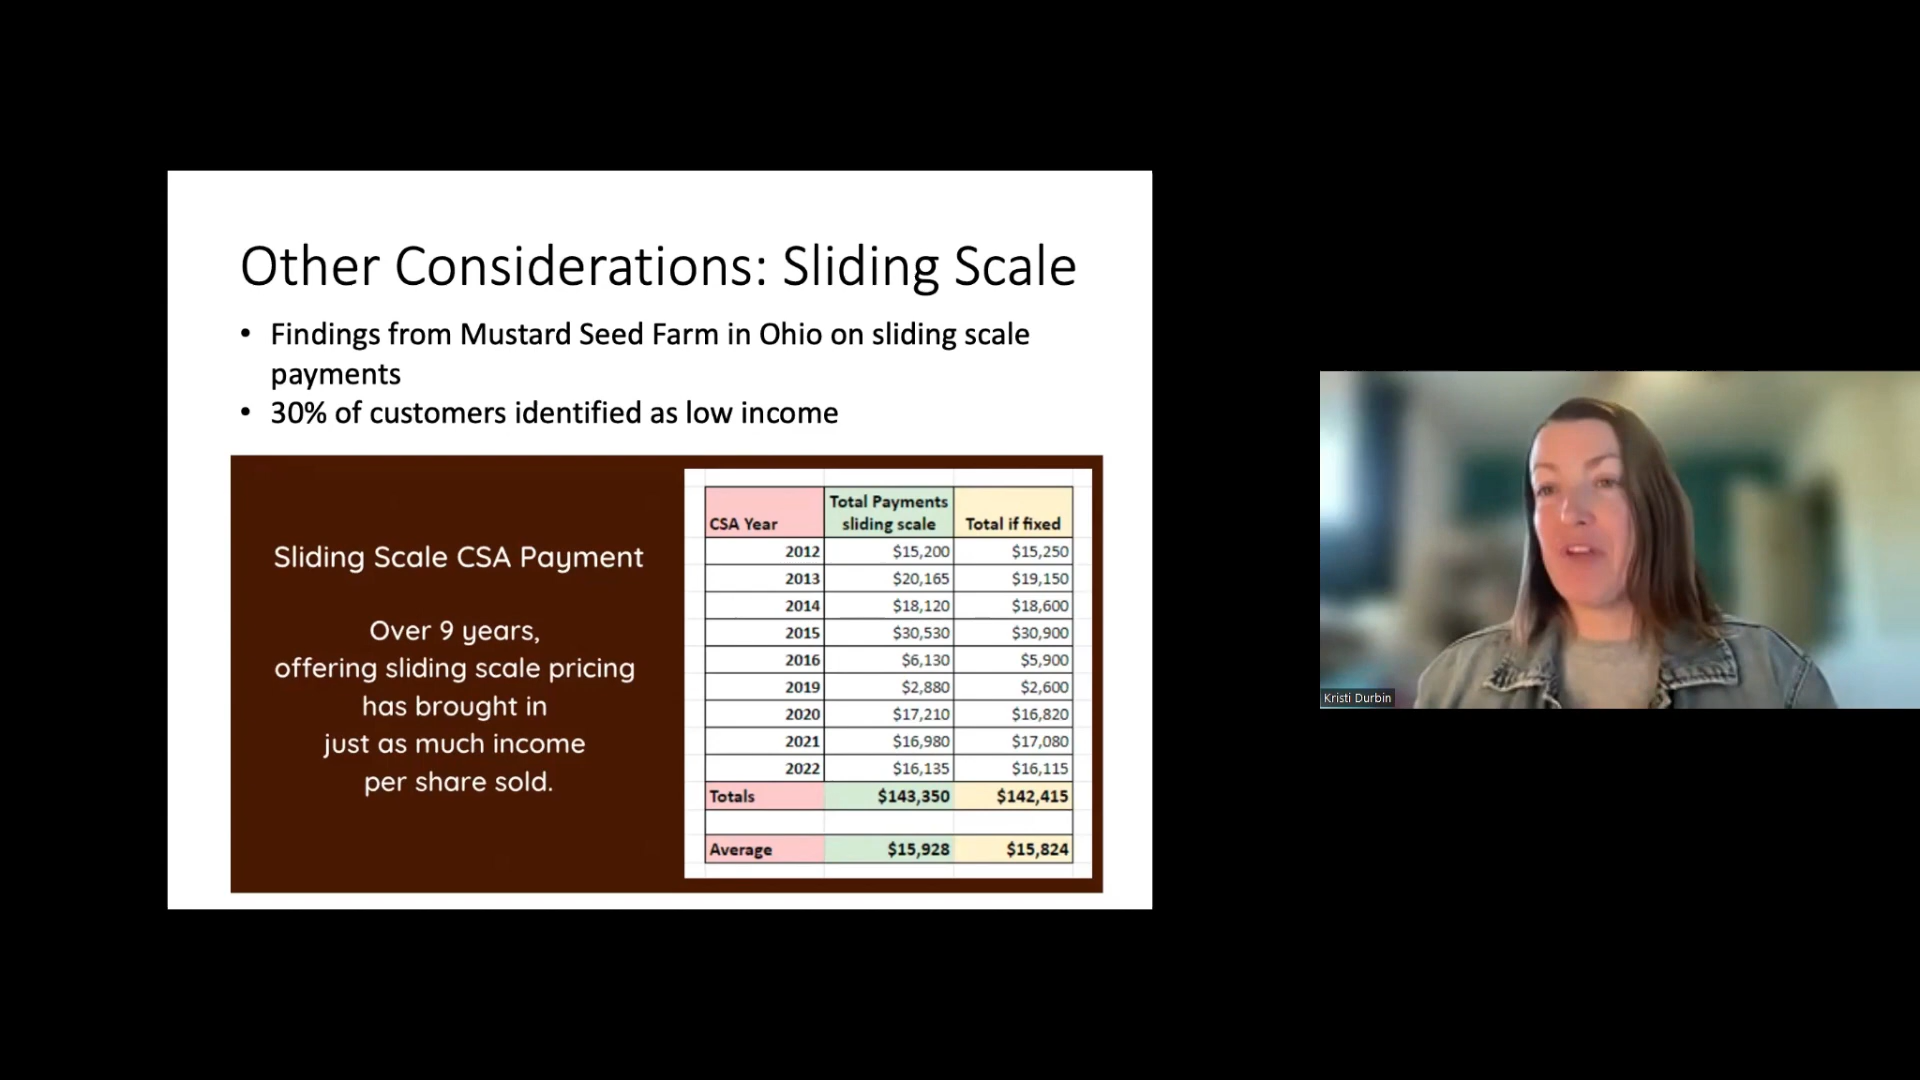 Other Considerations: Sliding Scale
• Findings from Mustard Seed Farm in Ohio on sliding scale
payments
• 30% of customers identified as low income
Sliding Scale CSA Payment
Over 9 years,
offering sliding scale pricing
has brought in
just as much income
per share sold.
Total Payments
CSA Year sliding scale Total if fixed
2012 $15,200 $15,250
2013 $20,165 $19,150
2014 $18,120 $18,600
2015 $30,530 $30,900
2016 $6,130 $5,900
2019 $2,880 $2,600
2020 $17,210 $16,820
2021 $16,980 $17,080
2022 $16,135 $16,115
Totals $143,350 $142,415
Average $15,928 $15,824
Kristi Durbin